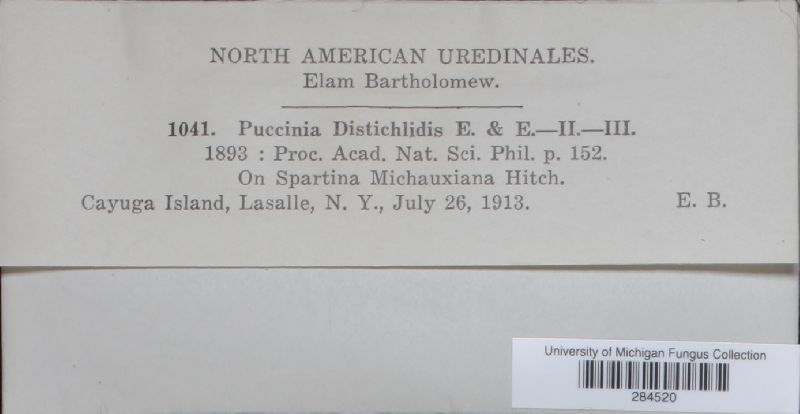 NORTH AMERICAN UREDINALES.
Elam Bartholomew.
1041. Puccinia Distichlidis E. & E.—II.—III.
1893 : Proc. Acad. Nat. Sci. Phil. p. 152.
On Spartina Michauxiana Hitch.
Cayuga Island, Lasalle, N. Y., July 26, 1913. E. B.
University of Michigan Fungus Collection
284520